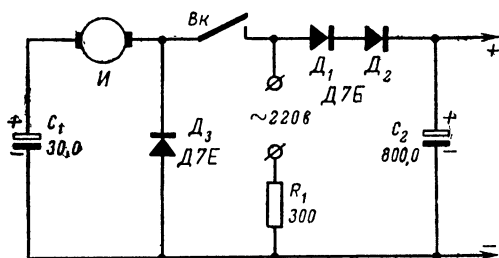 Вк
И
Д₁
Д₂
Д7Б
+
+
C₁
30,0
−
Д₃
Д7Е
~220в
+
C₂
800,0
−
R₁
300
−